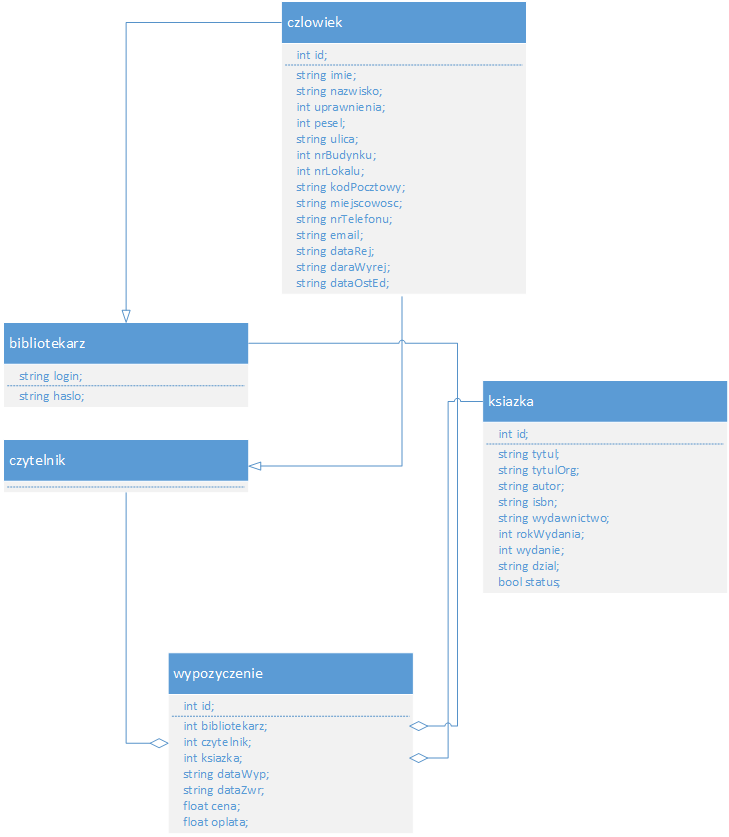 czlowiek
int id;
string imie;
string nazwisko;
int uprawnienia;
int pesel;
string ulica;
int nrBudynku;
int nrLokalu;
string kodPocztowy;
string miejscowosc;
string nrTelefonu;
string email;
string dataRej;
string daraWyrej;
string dataOstEd;
bibliotekarz
string login;
string haslo;
czytelnik
ksiazka
int id;
string tytul;
string tytulOrg;
string autor;
string isbn;
string wydawnictwo;
int rokWydania;
int wydanie;
string dzial;
bool status;
wypozyczenie
int id;
int bibliotekarz;
int czytelnik;
int ksiazka;
string dataWyp;
string dataZwr;
float cena;
float oplata;